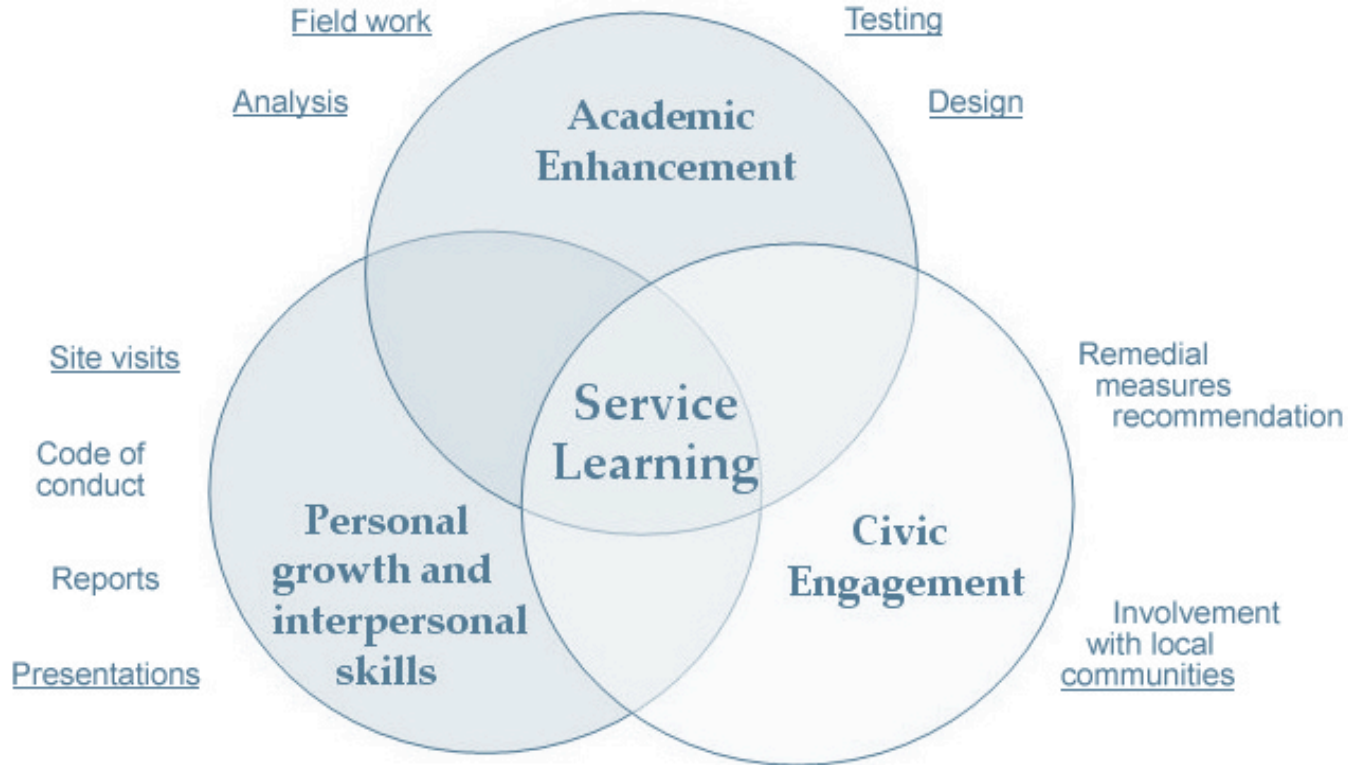 Field work
Testing
Analysis
Design
Academic
Enhancement
Site visits
Code of
conduct
Reports
Presentations
Service
Learning
Personal
growth and
interpersonal
skills
Civic
Engagement
Remedial
measures
recommendation
Involvement
with local
communities